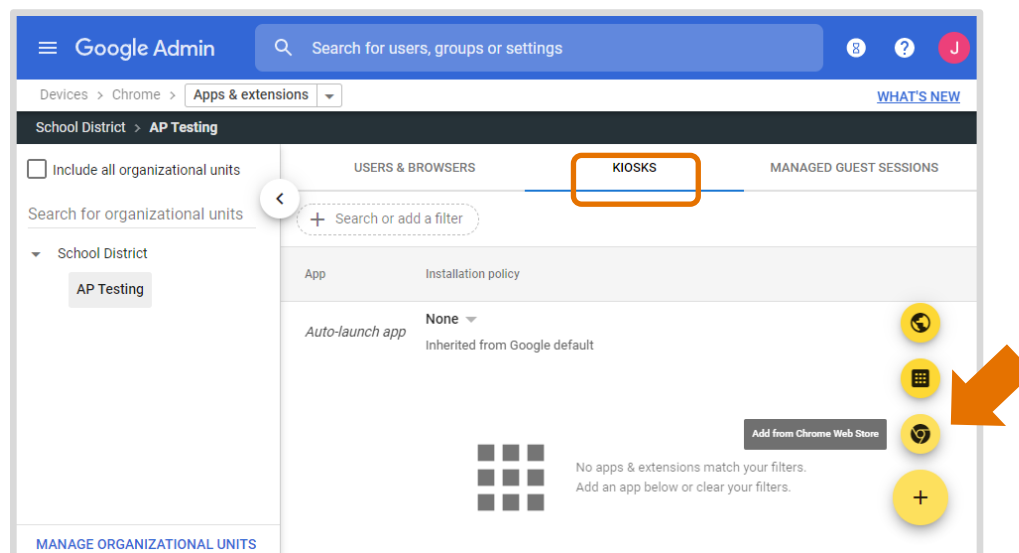 Google Admin
Search for users, groups or settings
8
?
J
Devices > Chrome > Apps & extensions
WHAT'S NEW
School District > AP Testing
Include all organizational units
USERS & BROWSERS
KIOSKS
MANAGED GUEST SESSIONS
Search for organizational units
+ Search or add a filter
School District
AP Testing
App
Installation policy
Auto-launch app
None
Inherited from Google default
Add from Chrome Web Store
No apps & extensions match your filters.
Add an app below or clear your filters.
+
MANAGE ORGANIZATIONAL UNITS